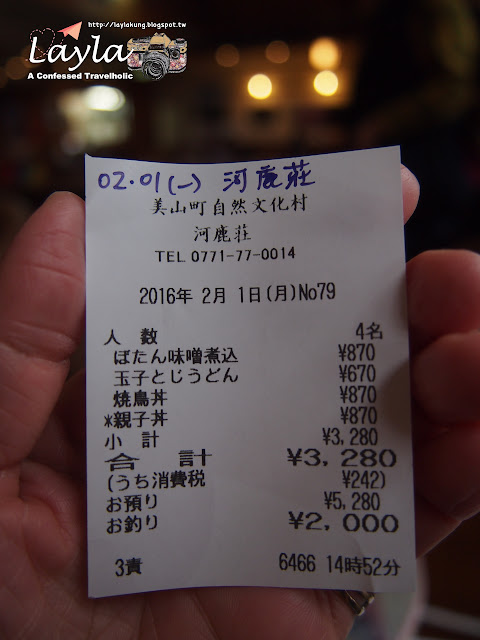 http://laylakung.blogspot.tw
Layla
A Confessed Travelholic
02.01(一) 河鹿莊
美山町自然文化村
河鹿荘
TEL 0771-77-0014
2016年 2月 1日(月)No79
人 数 4名
ぼたん味噌煮込 ¥870
玉子とじうどん ¥670
焼鳥丼 ¥870
*親子丼 ¥870
小 計 ¥3,280
合 計 ¥3,280
(うち消費税 ¥242)
お預り ¥5,280
お釣り ¥2,000
3責 6466 14時52分